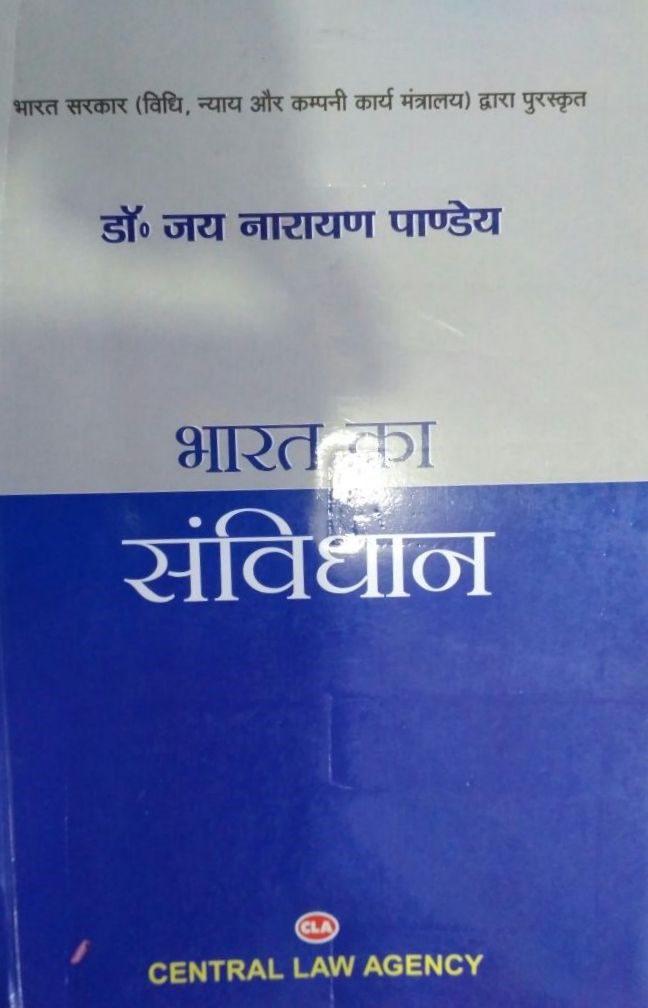 भारत सरकार (विधि, न्याय और कम्पनी कार्य मंत्रालय) द्वारा पुरस्कृत
डॉ॰ जय नारायण पाण्डेय
भारत का
संविधान
CLA
CENTRAL LAW AGENCY